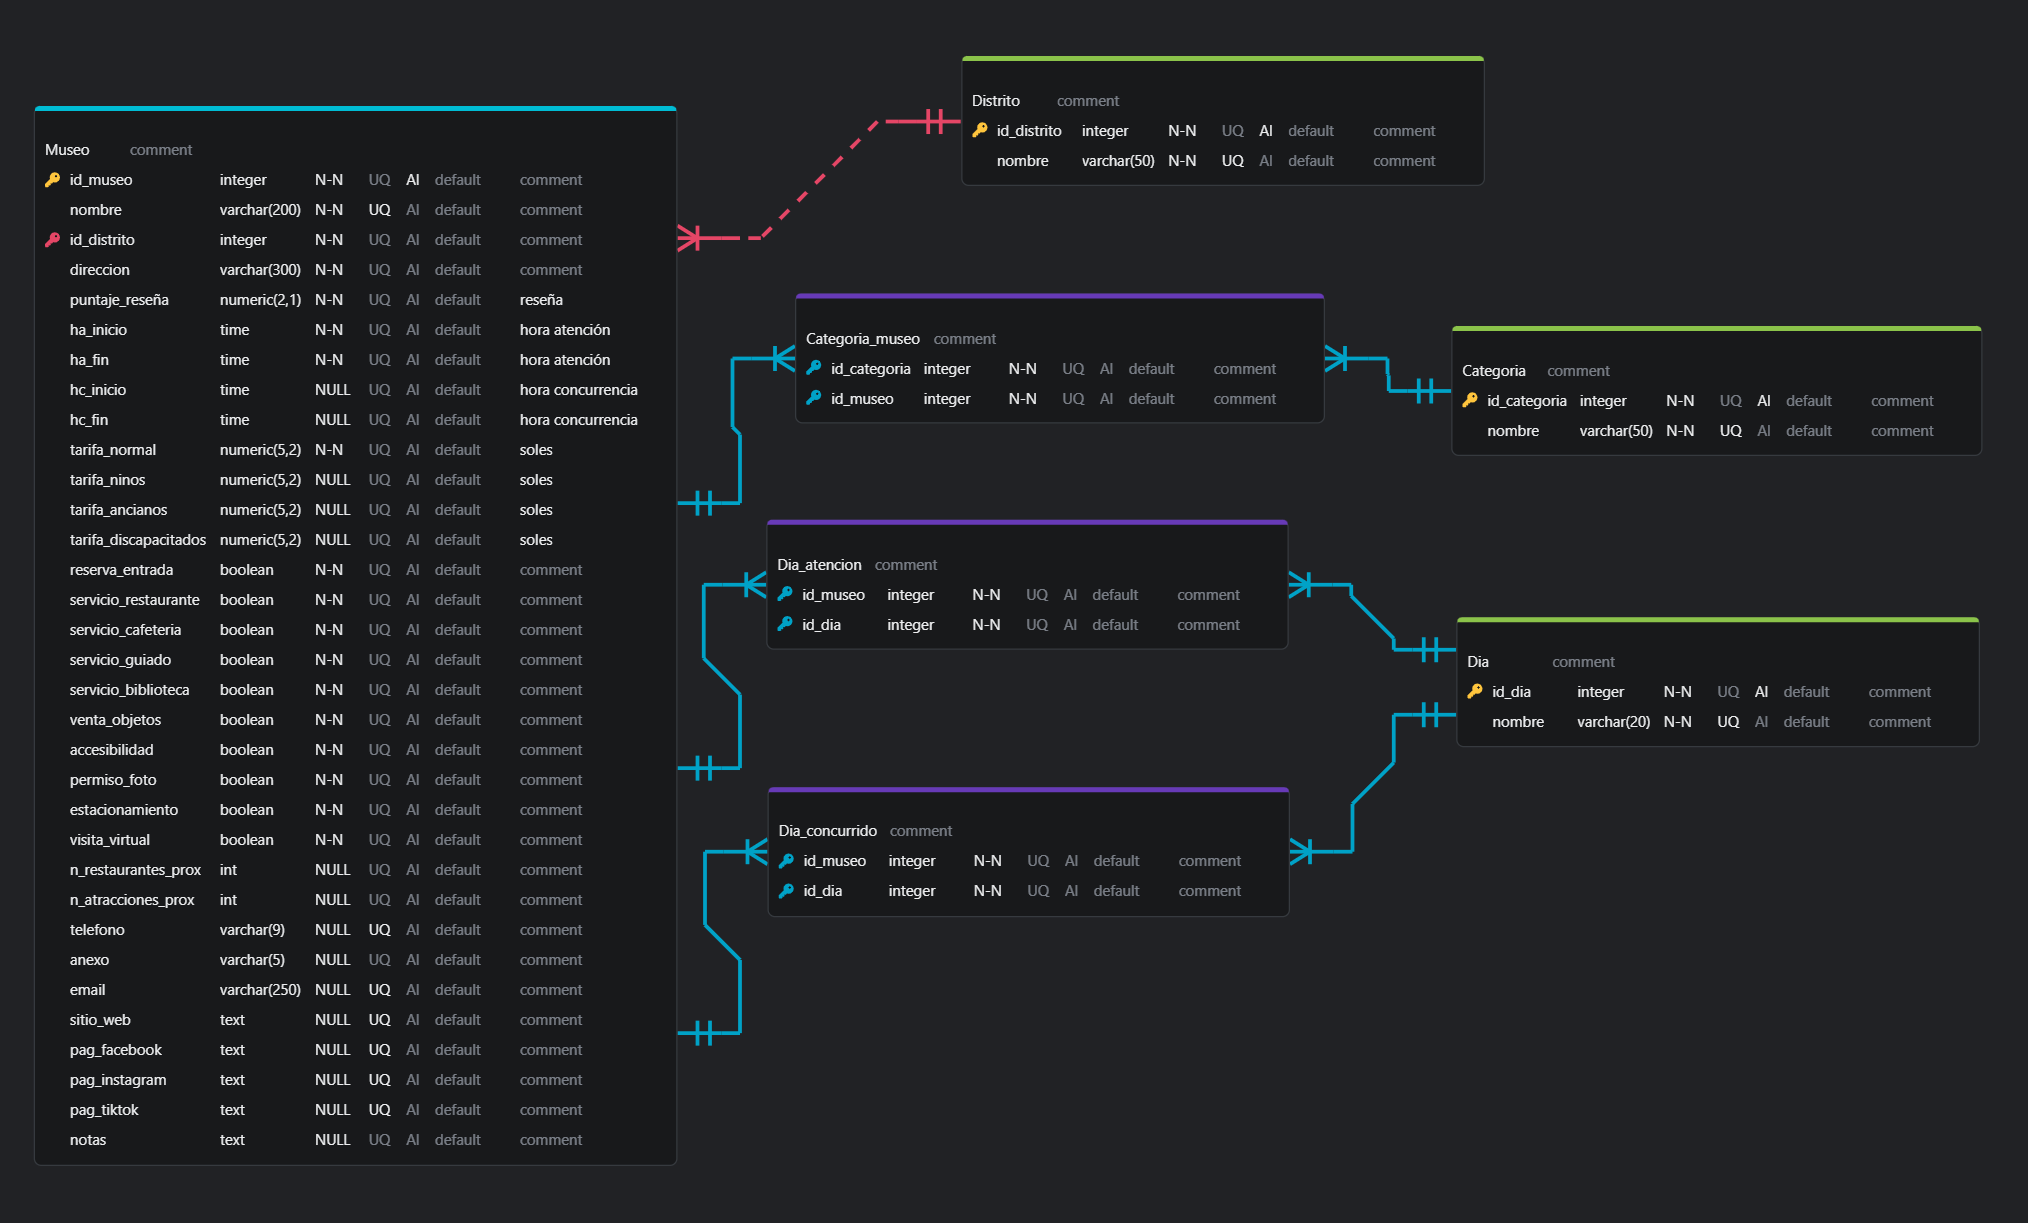 Museo comment
id_museo integer N-N UQ AI default comment
nombre varchar(200) N-N UQ AI default comment
id_distrito integer N-N UQ AI default comment
direccion varchar(300) N-N UQ AI default comment
puntaje_reseña numeric(2,1) N-N UQ AI default reseña
ha_inicio time N-N UQ AI default hora atención
ha_fin time N-N UQ AI default hora atención
hc_inicio time NULL UQ AI default hora concurrencia
hc_fin time NULL UQ AI default hora concurrencia
tarifa_normal numeric(5,2) N-N UQ AI default soles
tarifa_ninos numeric(5,2) NULL UQ AI default soles
tarifa_ancianos numeric(5,2) NULL UQ AI default soles
tarifa_discapacitados numeric(5,2) NULL UQ AI default soles
reserva_entrada boolean N-N UQ AI default comment
servicio_restaurante boolean N-N UQ AI default comment
servicio_cafeteria boolean N-N UQ AI default comment
servicio_guiado boolean N-N UQ AI default comment
servicio_biblioteca boolean N-N UQ AI default comment
venta_objetos boolean N-N UQ AI default comment
accesibilidad boolean N-N UQ AI default comment
permiso_foto boolean N-N UQ AI default comment
estacionamiento boolean N-N UQ AI default comment
visita_virtual boolean N-N UQ AI default comment
n_restaurantes_prox int NULL UQ AI default comment
n_atracciones_prox int NULL UQ AI default comment
telefono varchar(9) NULL UQ AI default comment
anexo varchar(5) NULL UQ AI default comment
email varchar(250) NULL UQ AI default comment
sitio_web text NULL UQ AI default comment
pag_facebook text NULL UQ AI default comment
pag_instagram text NULL UQ AI default comment
pag_tiktok text NULL UQ AI default comment
notas text NULL UQ AI default comment
Distrito comment
id_distrito integer N-N UQ AI default comment
nombre varchar(50) N-N UQ AI default comment
Categoria_museo comment
id_categoria integer N-N UQ AI default comment
id_museo integer N-N UQ AI default comment
Categoria comment
id_categoria integer N-N UQ AI default comment
nombre varchar(50) N-N UQ AI default comment
Dia_atencion comment
id_museo integer N-N UQ AI default comment
id_dia integer N-N UQ AI default comment
Dia comment
id_dia integer N-N UQ AI default comment
nombre varchar(20) N-N UQ AI default comment
Dia_concurrido comment
id_museo integer N-N UQ AI default comment
id_dia integer N-N UQ AI default comment